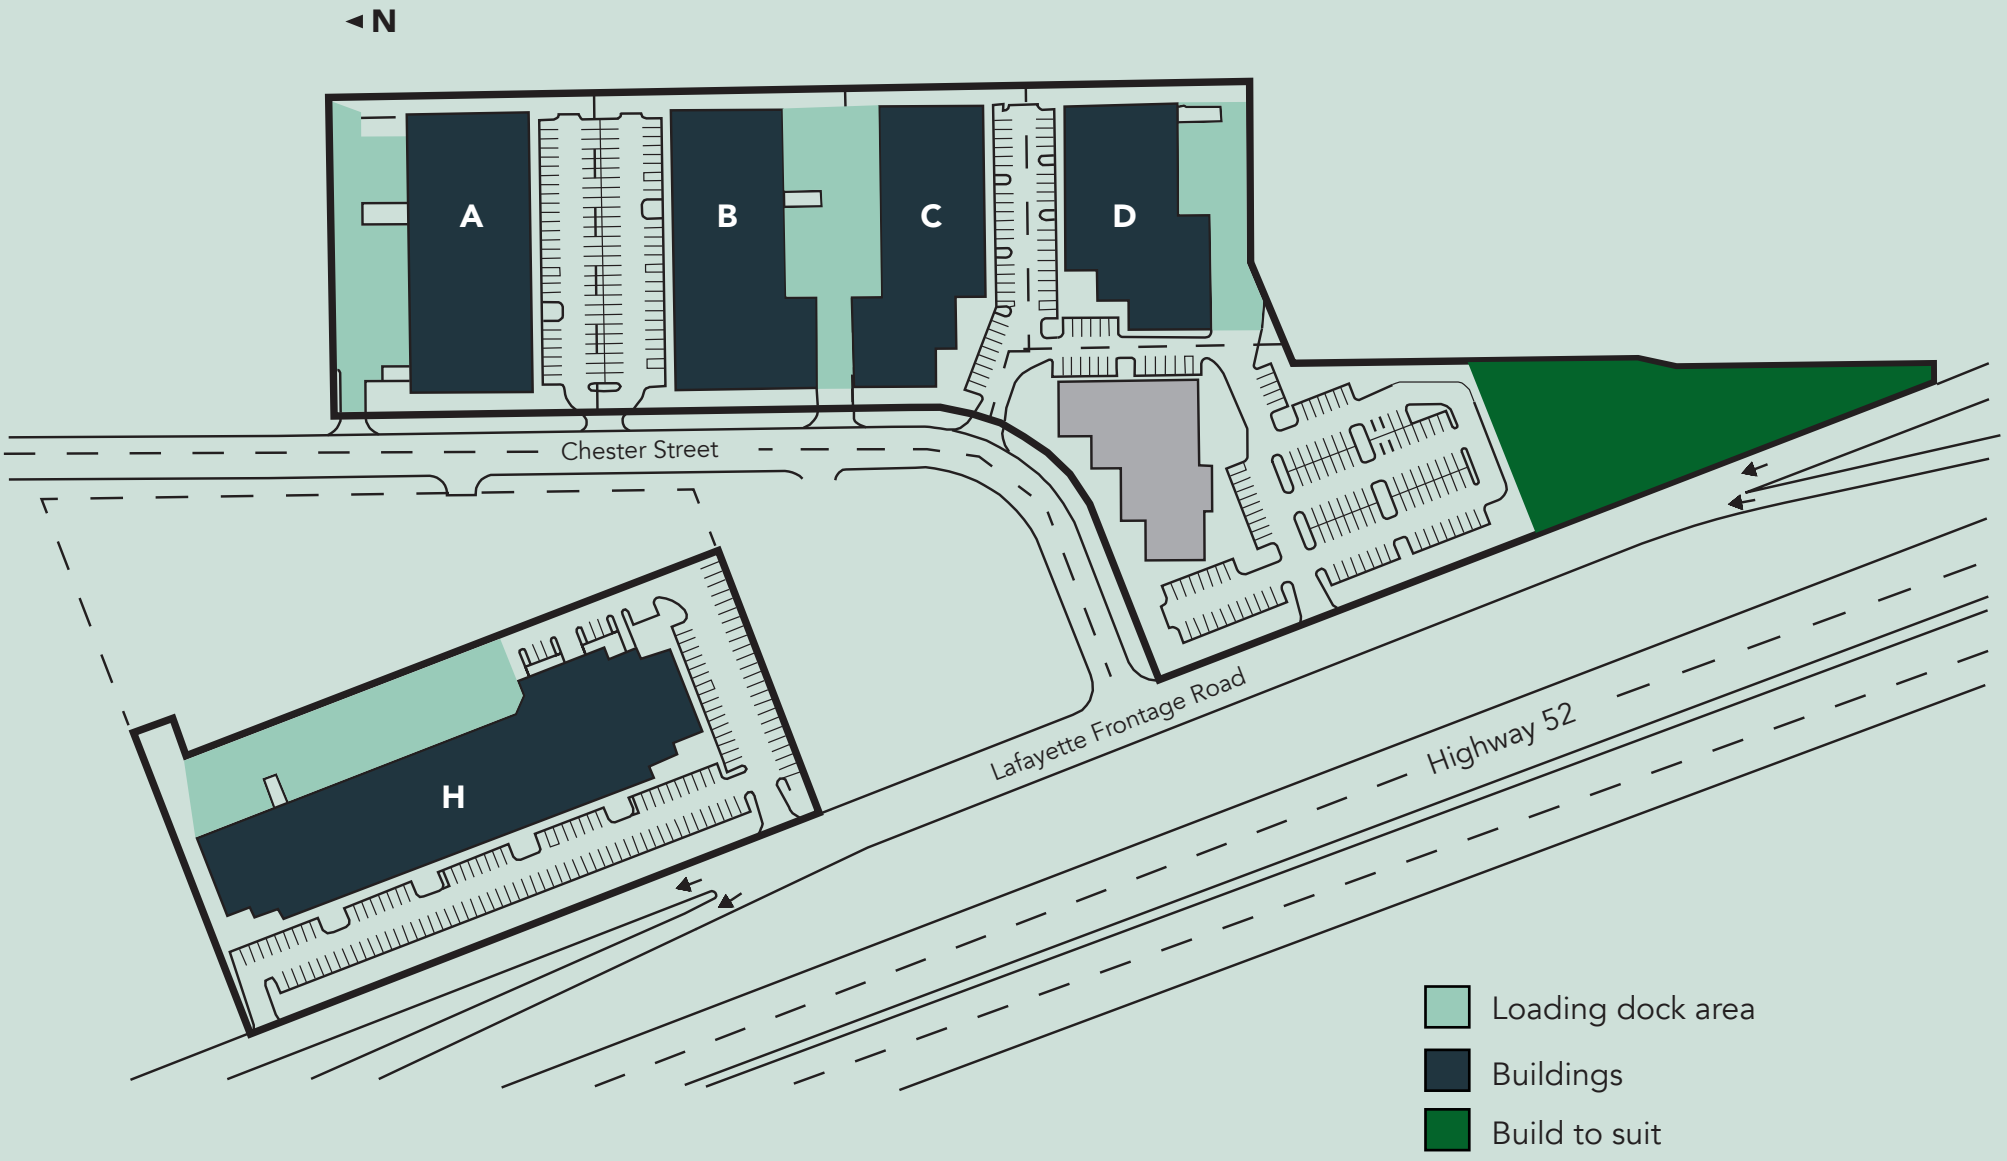 N
A
B
C
D
Chester Street
H
Lafayette Frontage Road
Highway 52
Loading dock area
Buildings
Build to suit